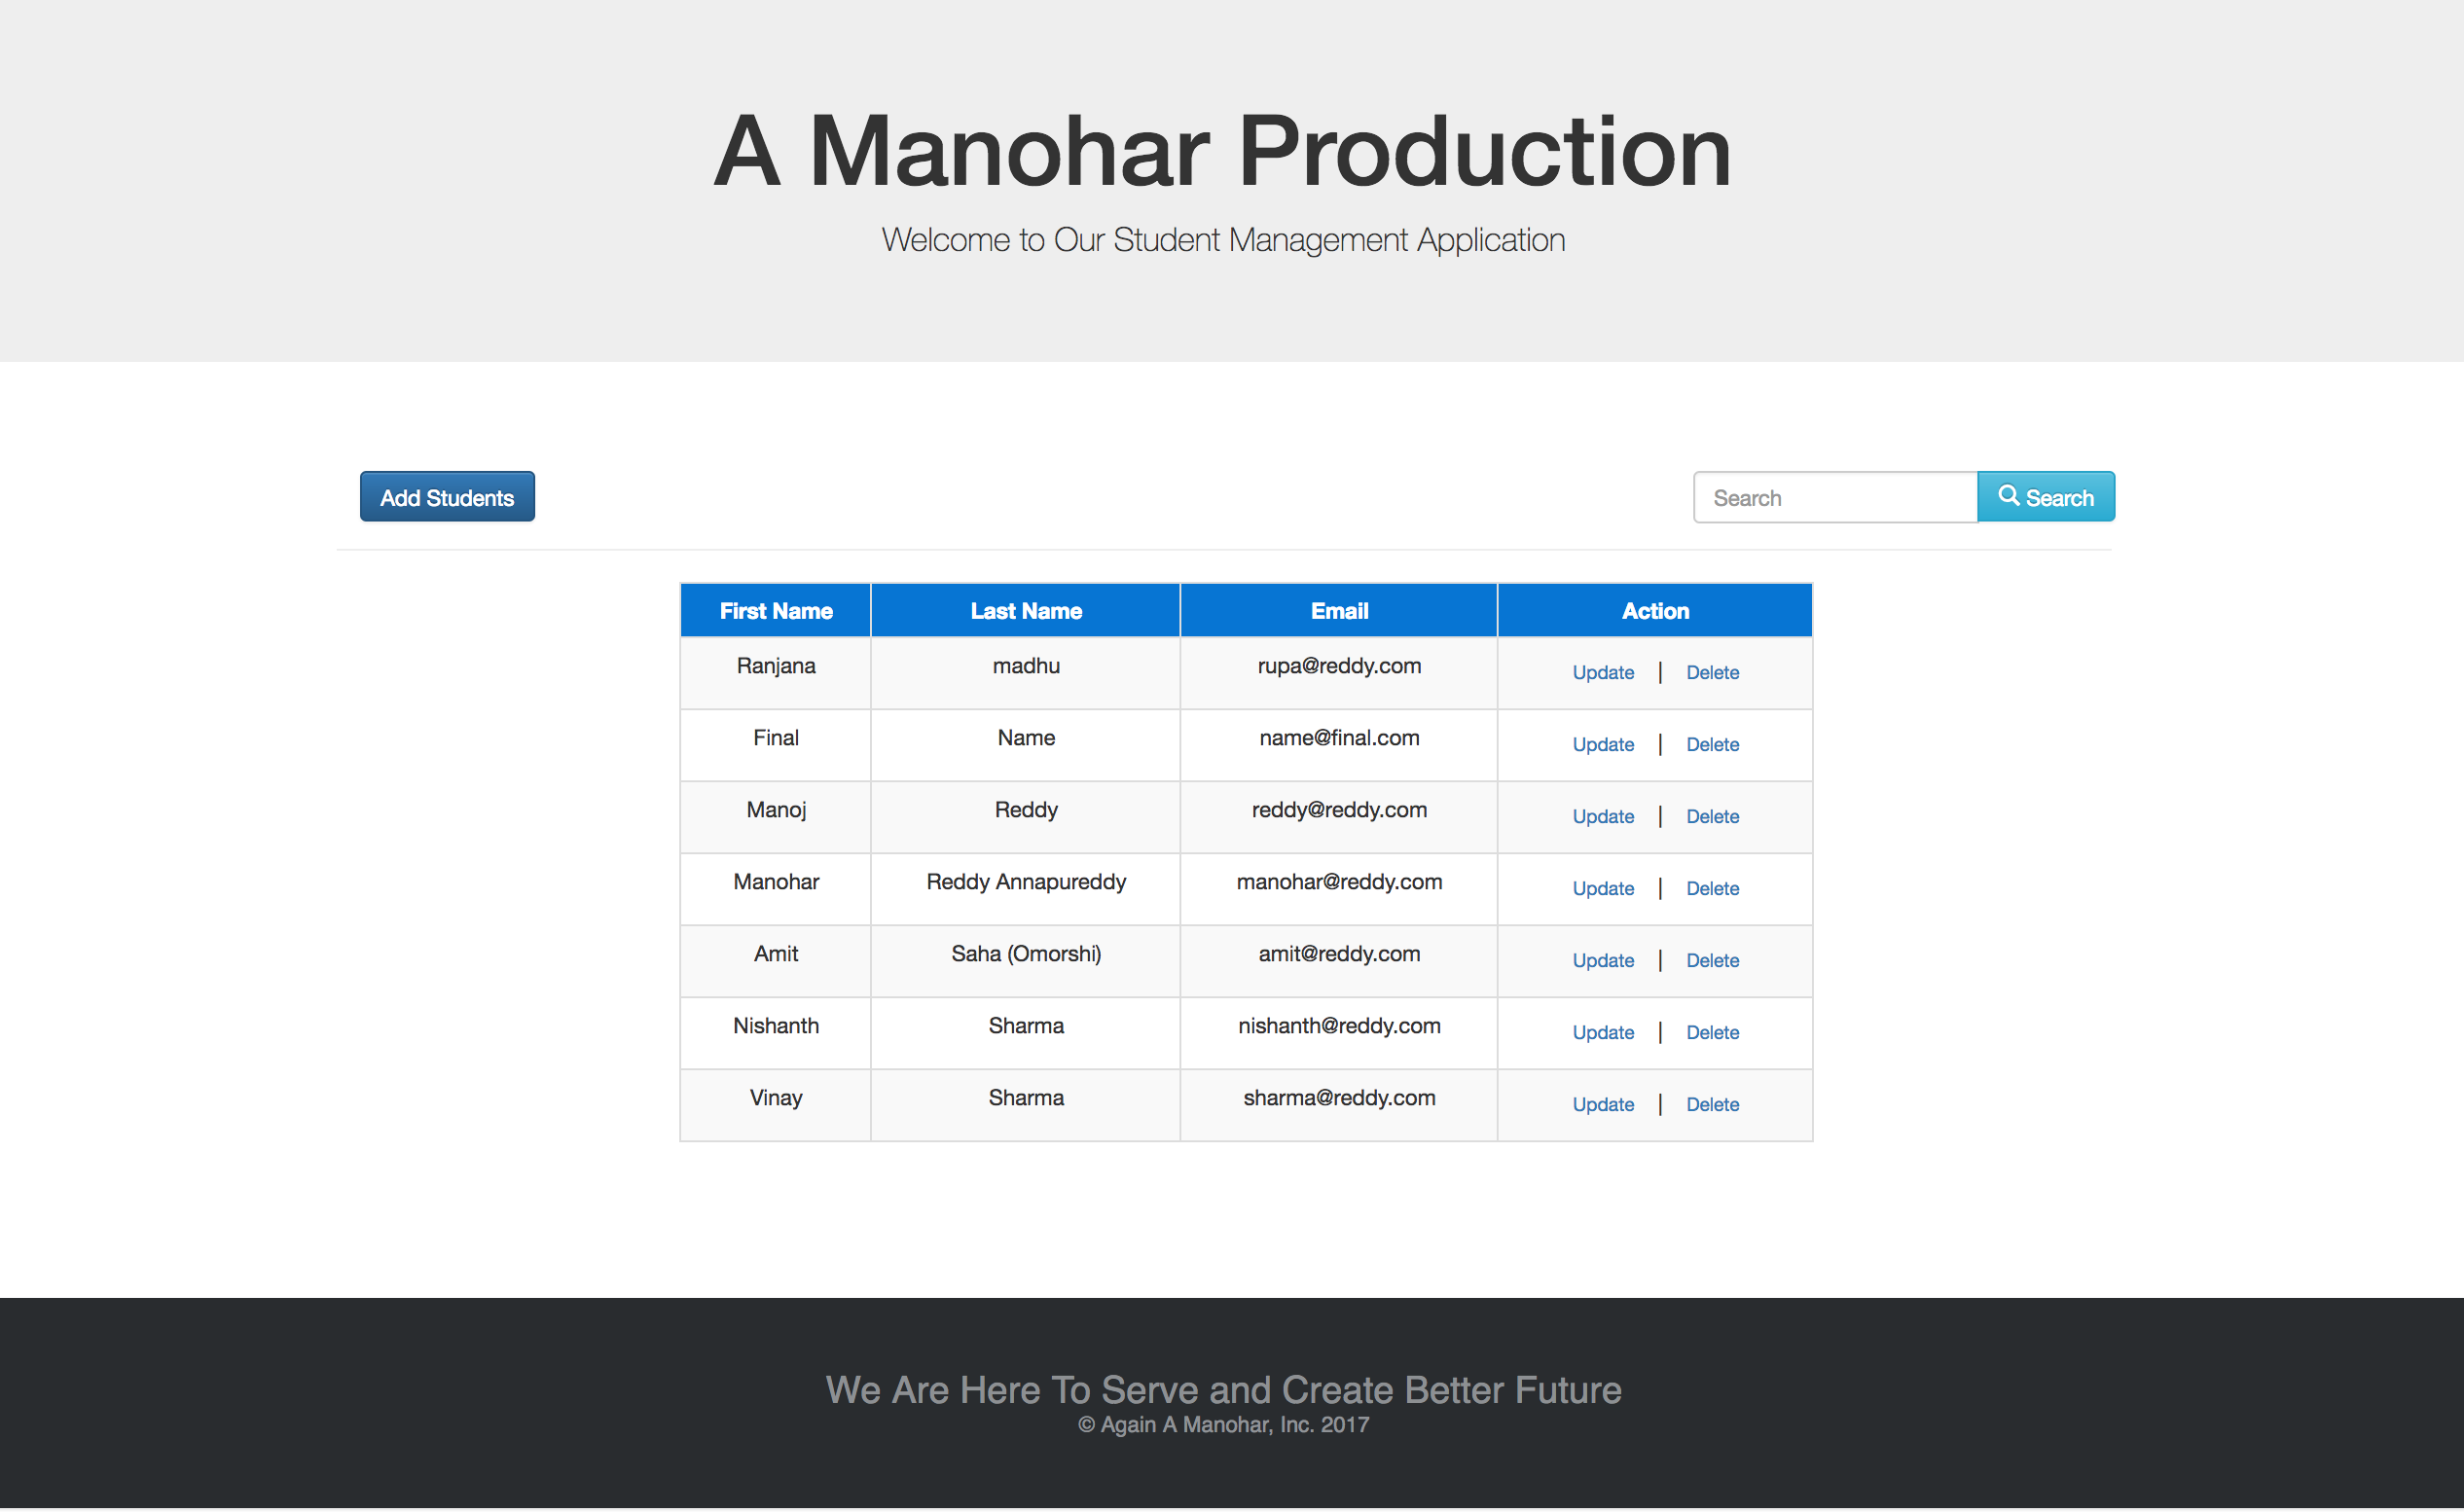 A Manohar Production
Welcome to Our Student Management Application
Add Students Search Search
First Name Last Name Email Action
Ranjana madhu rupa@reddy.com Update | Delete
Final Name name@final.com Update | Delete
Manoj Reddy reddy@reddy.com Update | Delete
Manohar Reddy Annapureddy manohar@reddy.com Update | Delete
Amit Saha (Omorshi) amit@reddy.com Update | Delete
Nishanth Sharma nishanth@reddy.com Update | Delete
Vinay Sharma sharma@reddy.com Update | Delete
We Are Here To Serve and Create Better Future
© Again A Manohar, Inc. 2017